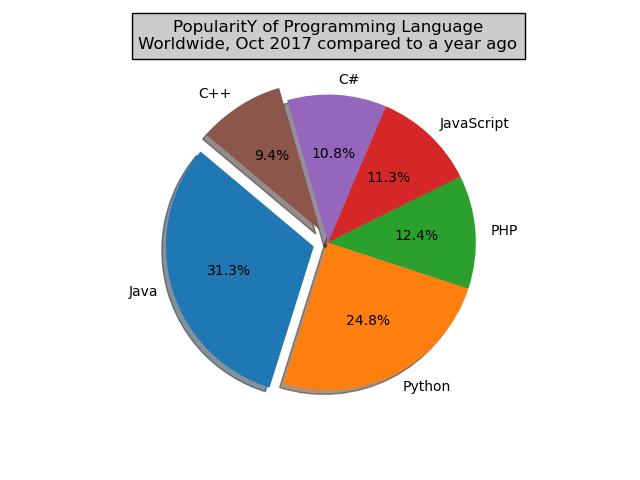 PopularitY of Programming Language
Worldwide, Oct 2017 compared to a year ago
C#
C++
JavaScript
10.8%
9.4%
11.3%
PHP
12.4%
31.3%
Java
24.8%
Python